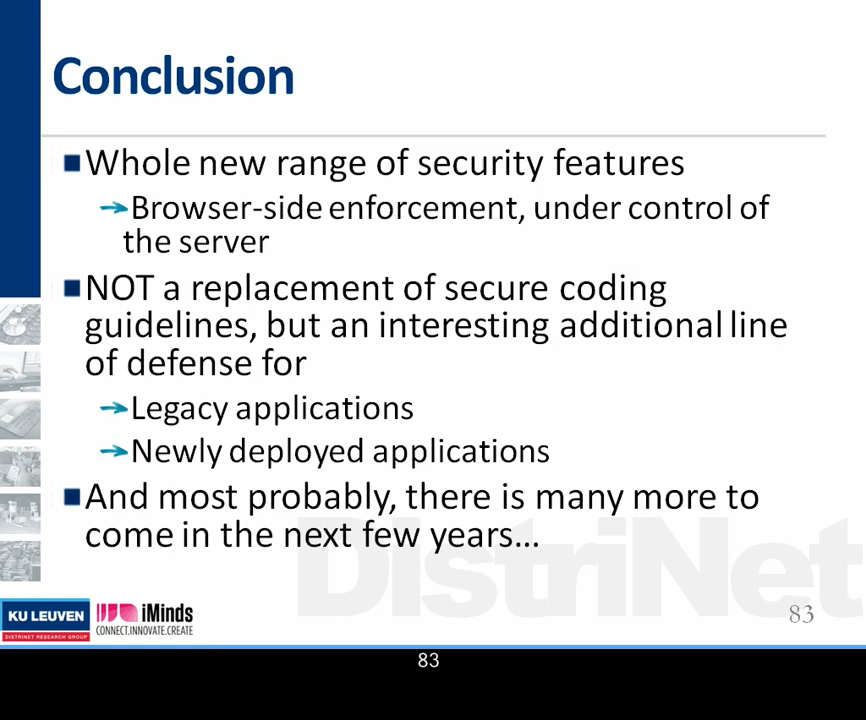 Conclusion
Whole new range of security features
Browser-side enforcement, under control of
the server
NOT a replacement of secure coding
guidelines, but an interesting additional line
of defense for
Legacy applications
Newly deployed applications
And most probably, there is many more to
come in the next few years…
DistriNet
KU LEUVEN
DISTRINET RESEARCH GROUP
iMinds
CONNECT.INNOVATE.CREATE
83
83